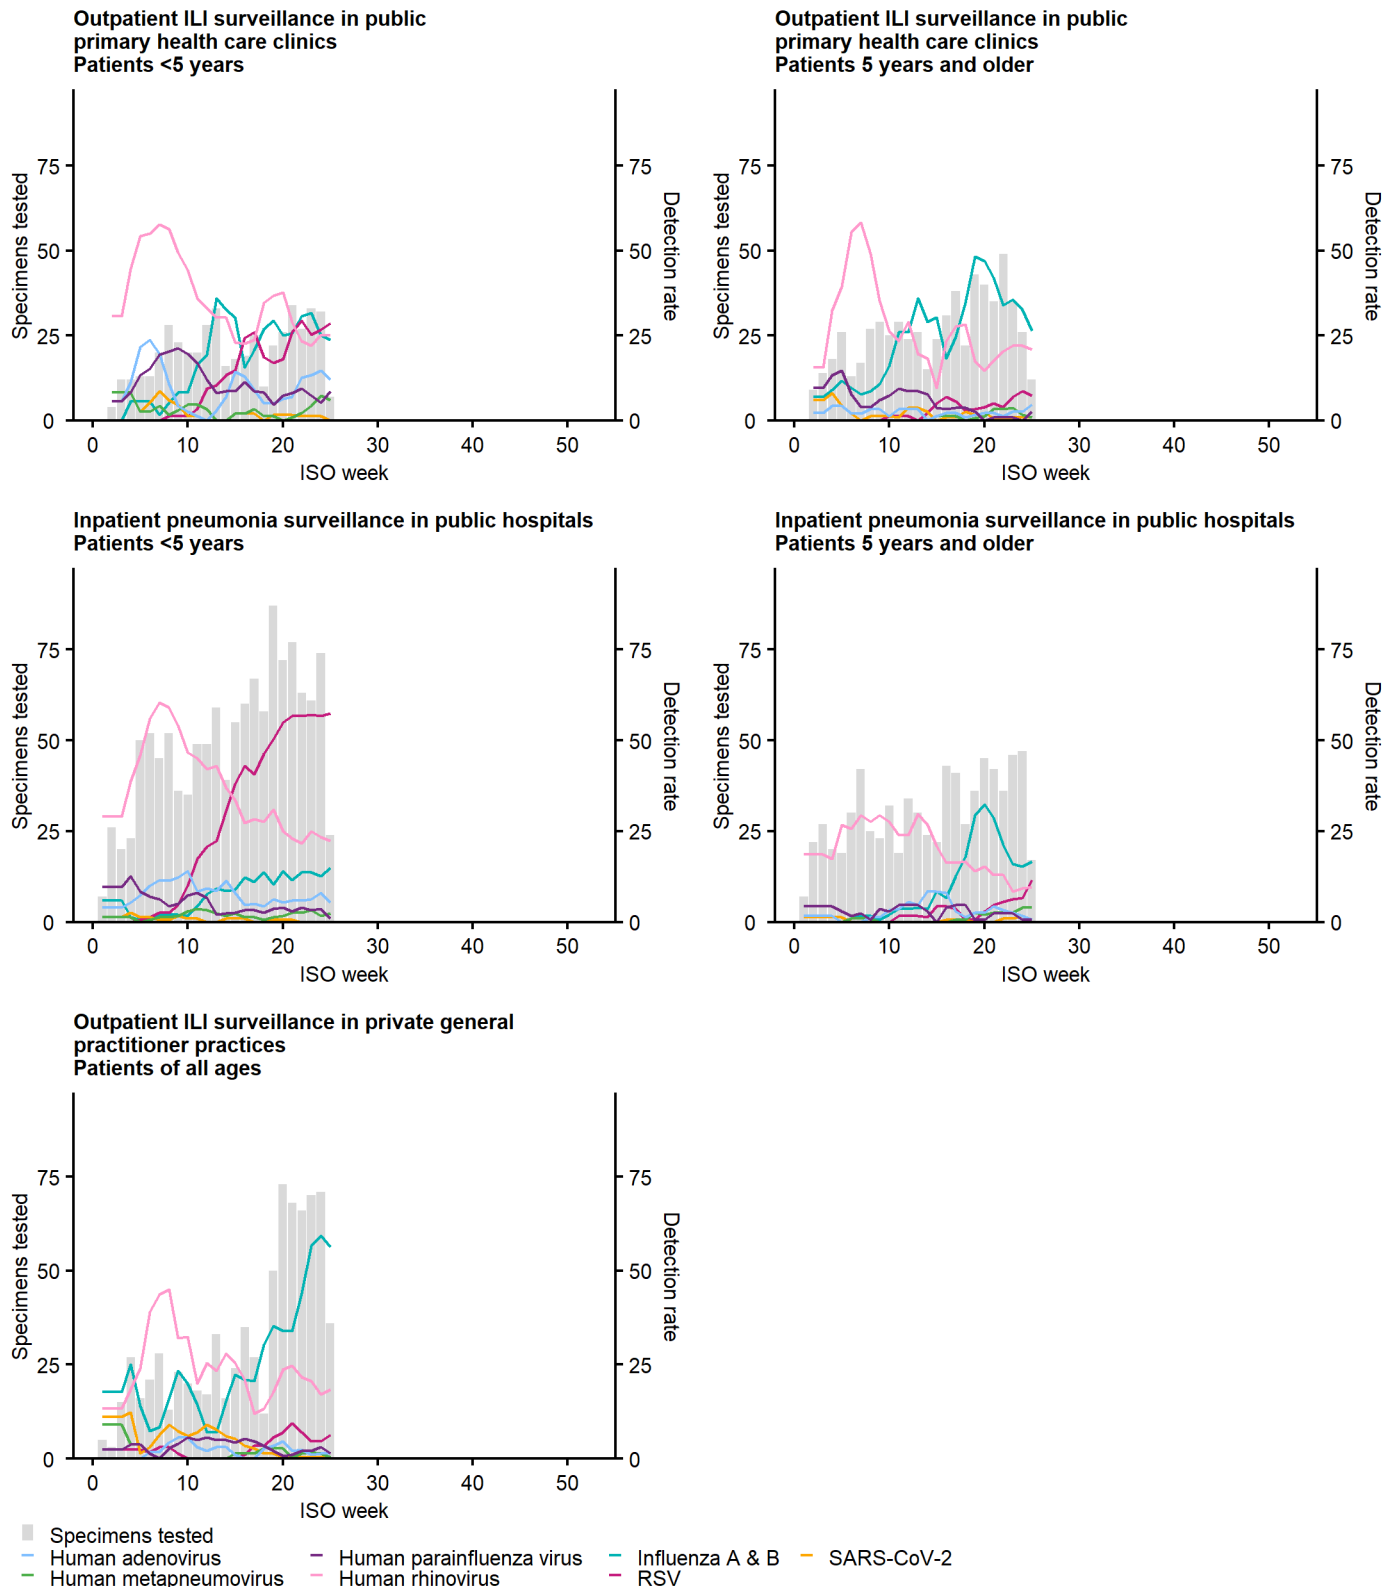 Outpatient ILI surveillance in public
primary health care clinics
Patients <5 years
75
50
25
0
75
50
25
0
Specimens tested
Detection rate
0 10 20 30 40 50
ISO week
Outpatient ILI surveillance in public
primary health care clinics
Patients 5 years and older
75
50
25
0
75
50
25
0
Specimens tested
Detection rate
0 10 20 30 40 50
ISO week
Inpatient pneumonia surveillance in public hospitals
Patients <5 years
75
50
25
0
75
50
25
0
Specimens tested
Detection rate
0 10 20 30 40 50
ISO week
Inpatient pneumonia surveillance in public hospitals
Patients 5 years and older
75
50
25
0
75
50
25
0
Specimens tested
Detection rate
0 10 20 30 40 50
ISO week
Outpatient ILI surveillance in private general
practitioner practices
Patients of all ages
75
50
25
0
75
50
25
0
Specimens tested
Detection rate
0 10 20 30 40 50
ISO week
Specimens tested
Human adenovirus Human parainfluenza virus Influenza A & B SARS-CoV-2
Human metapneumovirus Human rhinovirus RSV